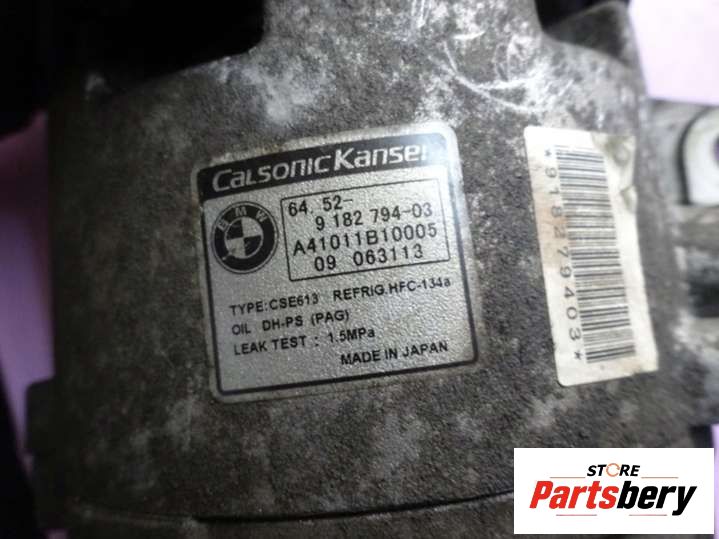 CalsonicKansei
BMW
64. 52-
9 182 794-03
A41011B10005
09 063113
TYPE:CSE613 REFRIG.HFC-134a
OIL DH-PS (PAG)
LEAK TEST : 1.5MPa
MADE IN JAPAN
*918279403*
STORE
Partsbery